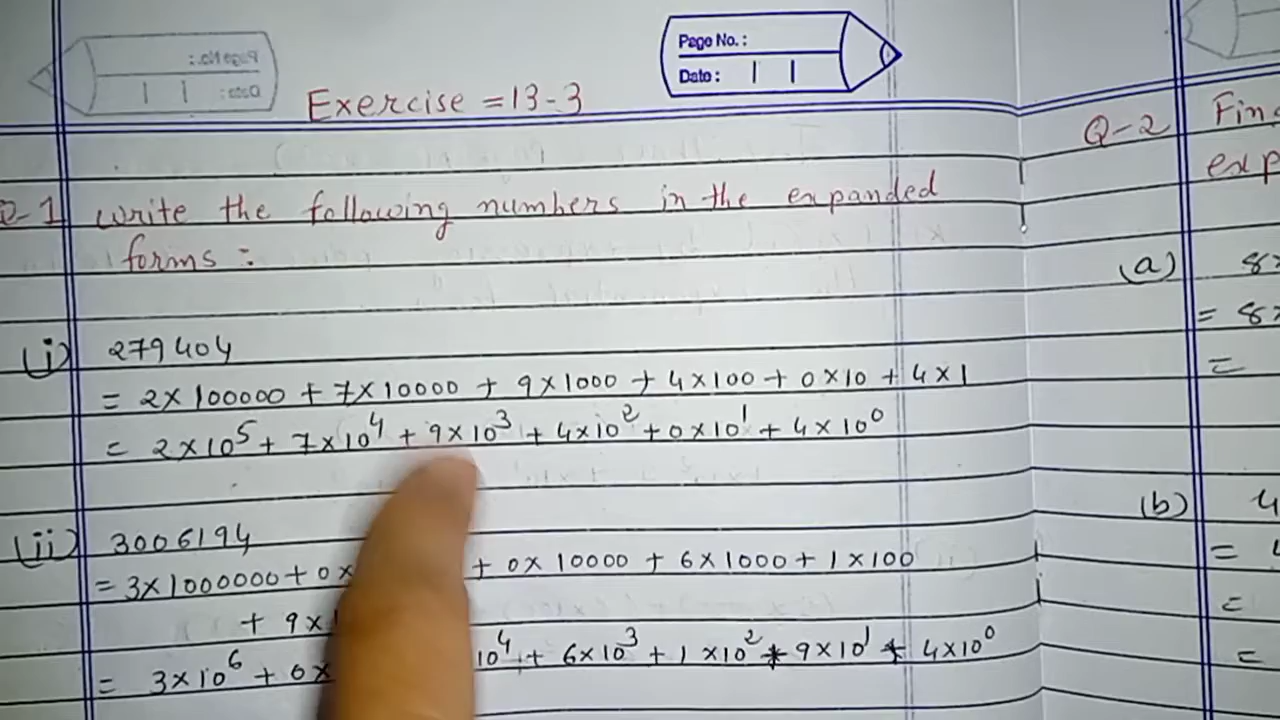 Page No.:
Date:
Exercise = 13-3
Q-1 Write the following numbers in the expanded
forms :
(i) 279404
= 2×100000 + 7×10000 + 9×1000 + 4×100 + 0×10 + 4×1
= 2×10⁵ + 7×10⁴ + 9×10³ + 4×10² + 0×10¹ + 4×10⁰
(ii) 3006194
= 3×1000000 + 0× + 0×10000 + 6×1000 + 1×100
+ 9×
= 3×10⁶ + 0× 10⁴ + 6×10³ + 1×10² + 9×10¹ + 4×10⁰
Q-2
(a) 8×
= 8×
=
(b) 4
=
=
=